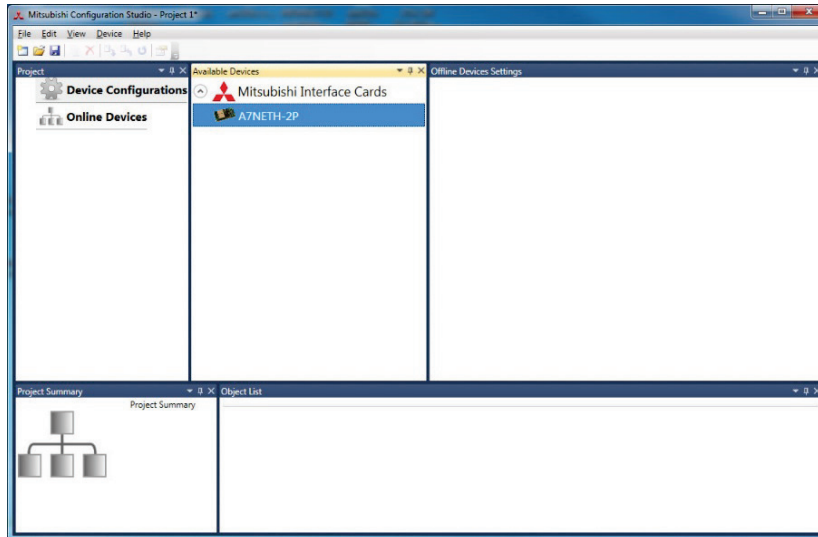 Mitsubishi Configuration Studio - Project 1*
File Edit View Device Help
Project
Device Configurations
Online Devices
Available Devices
Mitsubishi Interface Cards
A7NETH-2P
Offline Devices Settings
Project Summary
Project Summary
Object List